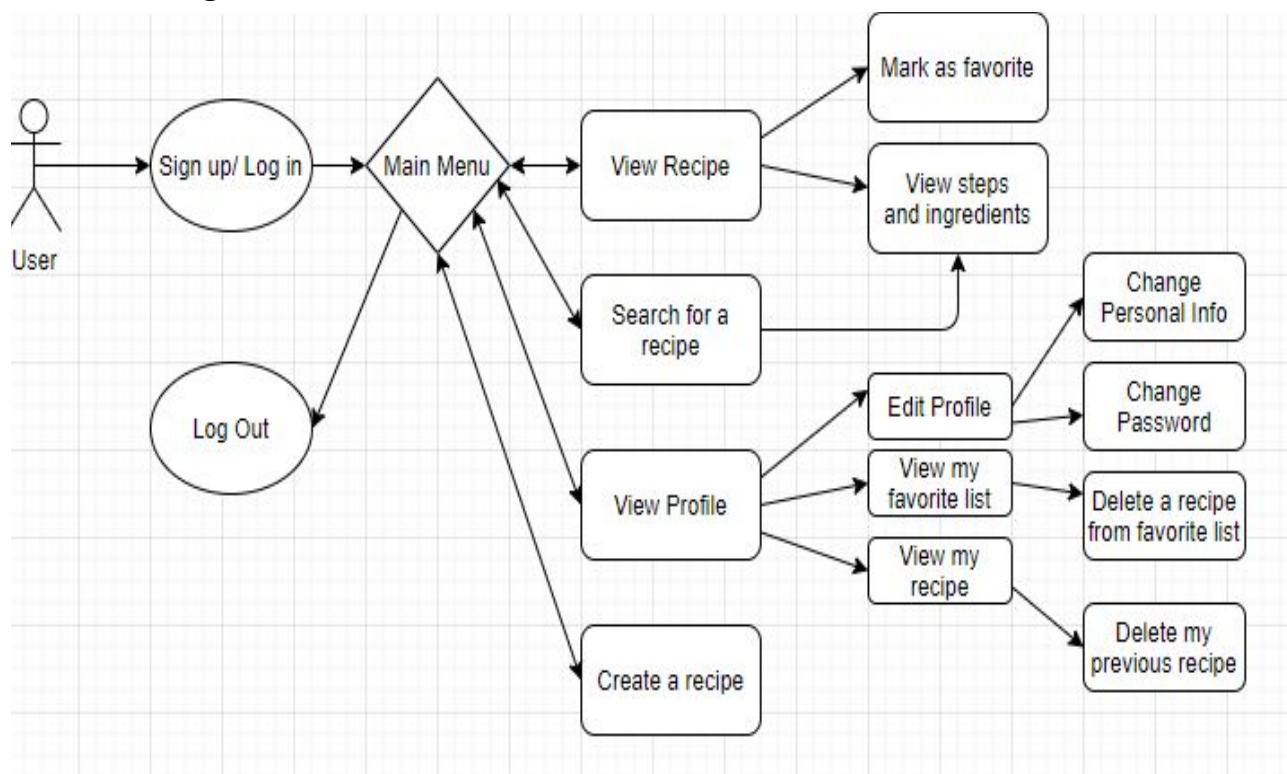 Mark as favorite
Sign up/ Log in
Main Menu
View Recipe
View steps
and ingredients
User
Change
Personal Info
Search for a
recipe
Edit Profile
Change
Password
Log Out
View my
favorite list
View Profile
Delete a recipe
from favorite list
View my
recipe
Delete my
previous recipe
Create a recipe